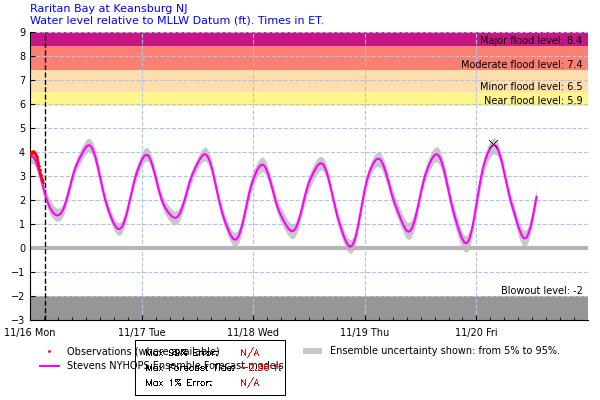 Raritan Bay at Keansburg NJ
Water level relative to MLLW Datum (ft). Times in ET.
9
8
7
6
5
4
3
2
1
0
−1
−2
−3
Major flood level: 8.4
Moderate flood level: 7.4
Minor flood level: 6.5
Near flood level: 5.9
Blowout level: -2
11/16 Mon 11/17 Tue 11/18 Wed 11/19 Thu 11/20 Fri
Observations (where available)
Stevens NYHOPS Ensemble Forecast models
Ensemble uncertainty shown: from 5% to 95%.
Error: N/A
Max Forecast Tide:
Max 1% Error: N/A